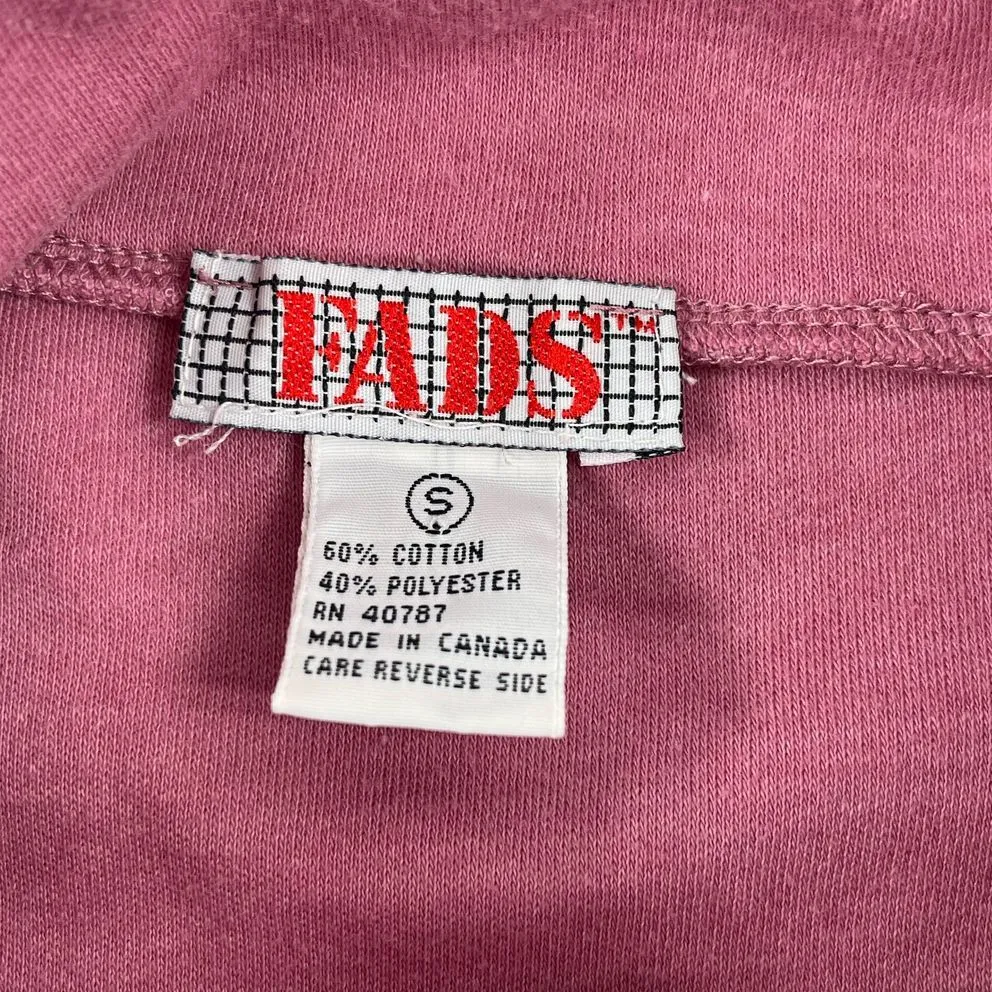 FADS™
S
60% COTTON
40% POLYESTER
RN 40787
MADE IN CANADA
CARE REVERSE SIDE